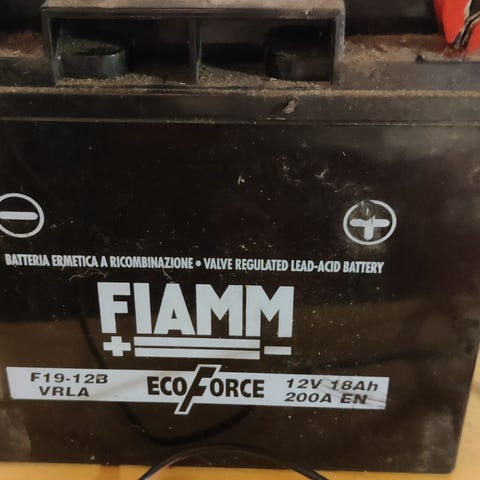 BATTERIA ERMETICA A RICOMBINAZIONE • VALVE REGULATED LEAD-ACID BATTERY
FIAMM
F19-12B
VRLA
ECOFORCE
12V 18Ah
200A EN